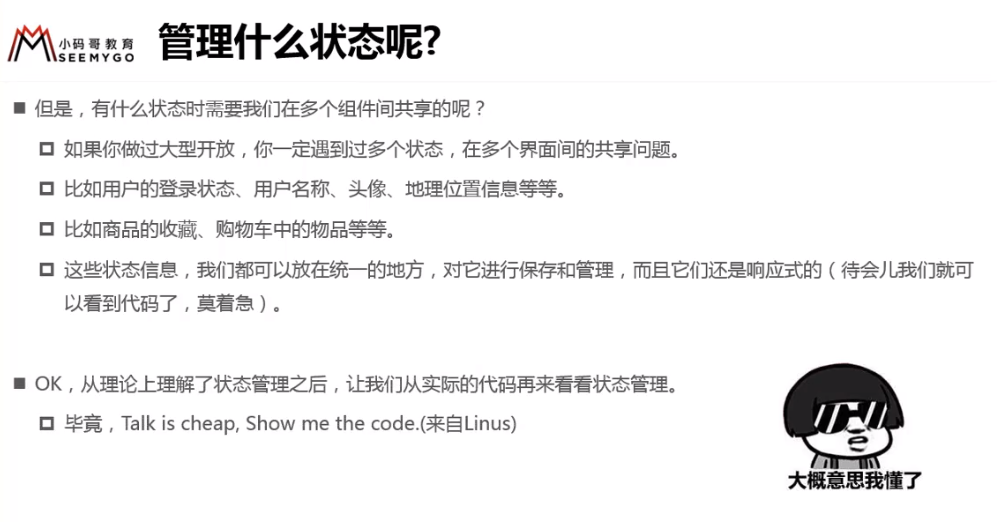 小码哥教育
SEEMYGO
管理什么状态呢?
■ 但是，有什么状态时需要我们在多个组件间共享的呢？
如果你做过大型开放，你一定遇到过多个状态，在多个界面间的共享问题。
比如用户的登录状态、用户名称、头像、地理位置信息等等。
比如商品的收藏、购物车中的物品等等。
这些状态信息，我们都可以放在统一的地方，对它进行保存和管理，而且它们还是响应式的（待会儿我们就可
以看到代码了，莫着急）。
■ OK，从理论上理解了状态管理之后，让我们从实际的代码再来看看状态管理。
毕竟，Talk is cheap, Show me the code.(来自Linus)
大概意思我懂了